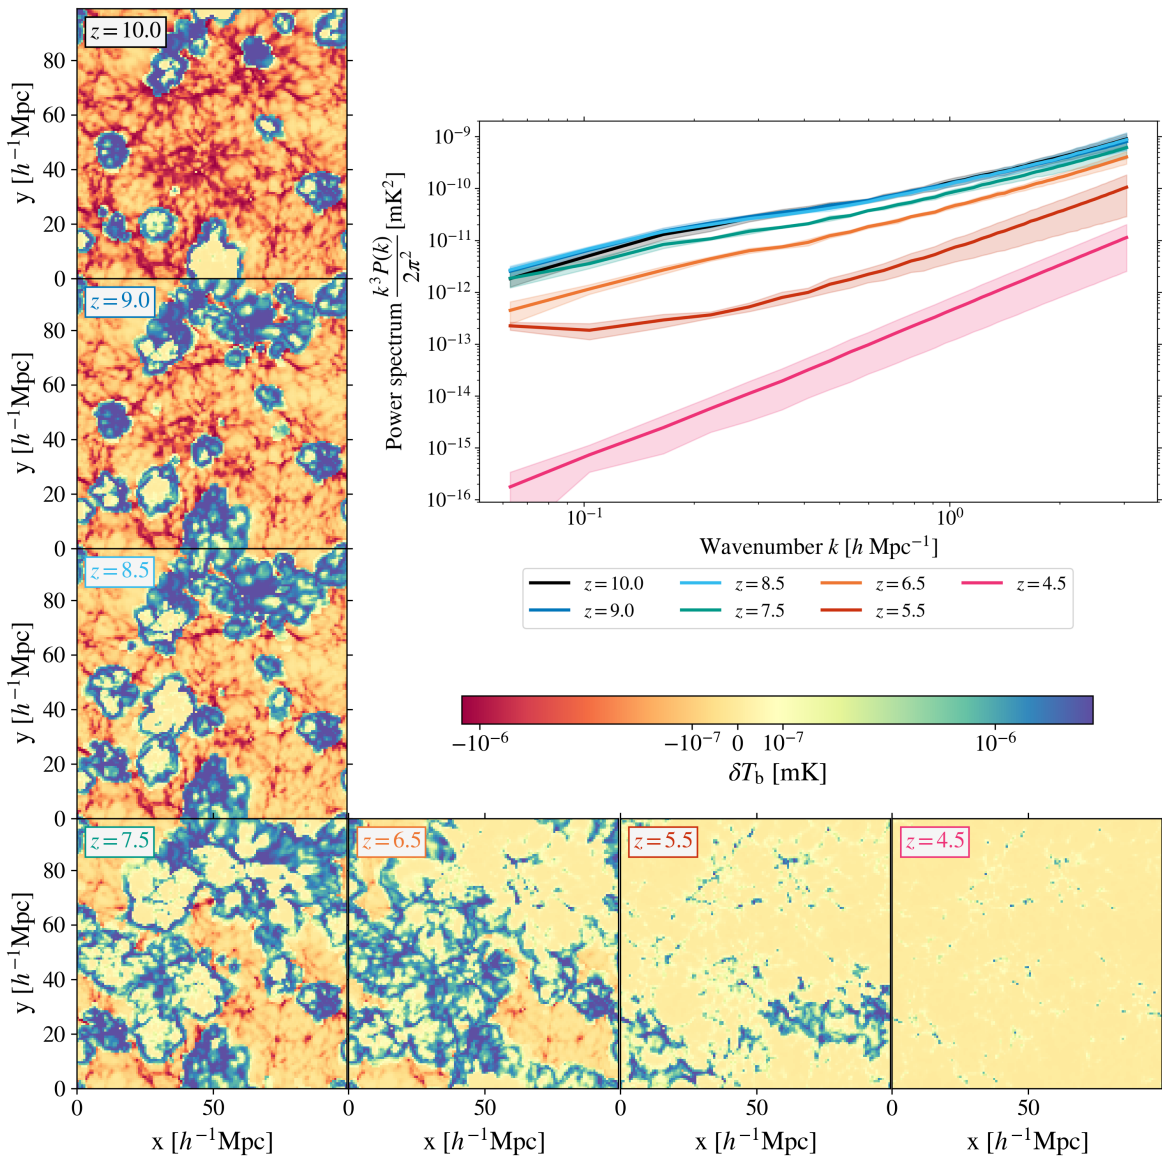 z = 10.0
80
60
40
20
0
y [h⁻¹Mpc]
z = 9.0
80
60
40
20
0
y [h⁻¹Mpc]
z = 8.5
80
60
40
20
0
y [h⁻¹Mpc]
10⁻⁹
10⁻¹⁰
10⁻¹¹
10⁻¹²
10⁻¹³
10⁻¹⁴
10⁻¹⁵
10⁻¹⁶
Power spectrum k³P(k)/2π² [mK²]
10⁻¹ 10⁰
Wavenumber k [h Mpc⁻¹]
z = 10.0 z = 8.5 z = 6.5 z = 4.5
z = 9.0 z = 7.5 z = 5.5
−10⁻⁶ −10⁻⁷ 0 10⁻⁷ 10⁻⁶
δT_b [mK]
z = 7.5 z = 6.5 z = 5.5 z = 4.5
80
60
40
20
0
y [h⁻¹Mpc]
0 50 0 50 0 50 0 50
x [h⁻¹Mpc] x [h⁻¹Mpc] x [h⁻¹Mpc] x [h⁻¹Mpc]